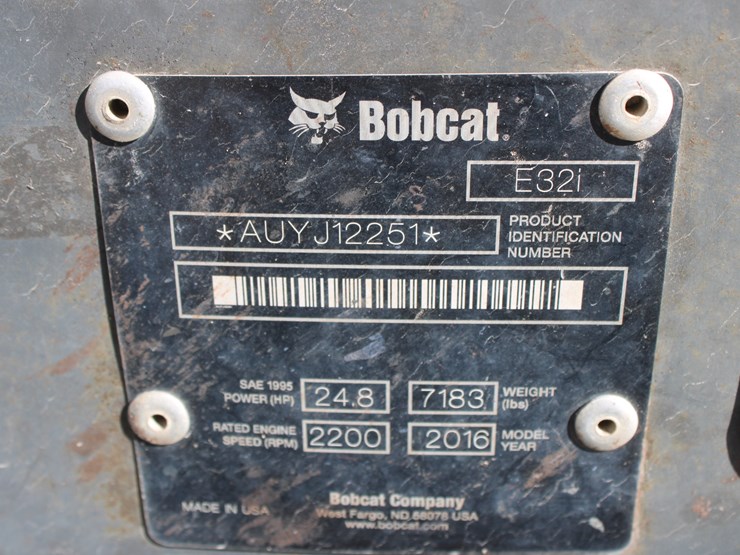 Bobcat
E32i
*AUYJ12251*
PRODUCT
IDENTIFICATION
NUMBER
SAE 1995
POWER (HP)
24.8
7183
WEIGHT
(lbs)
RATED ENGINE
SPEED (RPM)
2200
2016
MODEL
YEAR
MADE IN USA
Bobcat Company
West Fargo, ND 58078 USA
www.bobcat.com